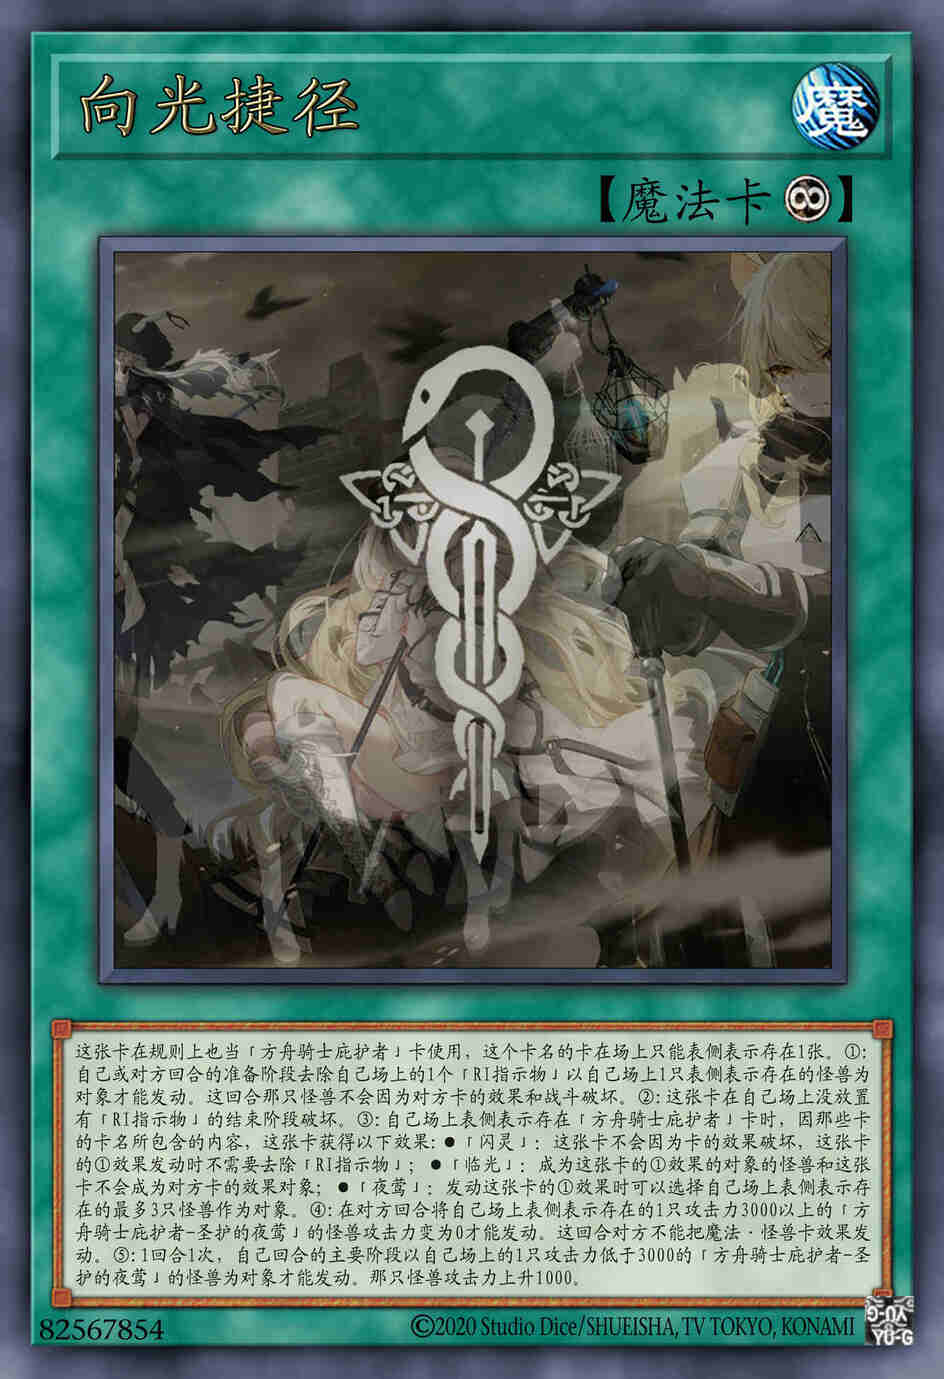 向光捷径
魔
【魔法卡】
这张卡在规则上也当「方舟骑士庇护者」卡使用，这个卡名的卡在场上只能表侧表示存在1张。①：
自己或对方回合的准备阶段去除自己场上的1个「RI指示物」以自己场上1只表侧表示存在的怪兽为
对象才能发动。这回合那只怪兽不会因为对方卡的效果和战斗破坏。②：这张卡在自己场上没放置
有「RI指示物」的结束阶段破坏。③：自己场上表侧表示存在「方舟骑士庇护者」卡时，因那些卡
的卡名所包含的内容，这张卡获得以下效果：●「闪灵」：这张卡不会因为卡的效果破坏，这张卡
的①效果发动时不需要去除「RI指示物」；●「临光」：成为这张卡的①效果的对象的怪兽和这张
卡不会成为对方卡的效果对象；●「夜莺」：发动这张卡的①效果时可以选择自己场上表侧表示存
在的最多3只怪兽作为对象。④：在对方回合将自己场上表侧表示存在的1只攻击力3000以上的「方
舟骑士庇护者-圣护的夜莺」的怪兽攻击力变为0才能发动。这回合对方不能把魔法·怪兽卡效果发
动。⑤：1回合1次，自己回合的主要阶段以自己场上的1只攻击力低于3000的「方舟骑士庇护者-圣
护的夜莺」的怪兽为对象才能发动。那只怪兽攻击力上升1000。
82567854
©2020 Studio Dice/SHUEISHA, TV TOKYO, KONAMI